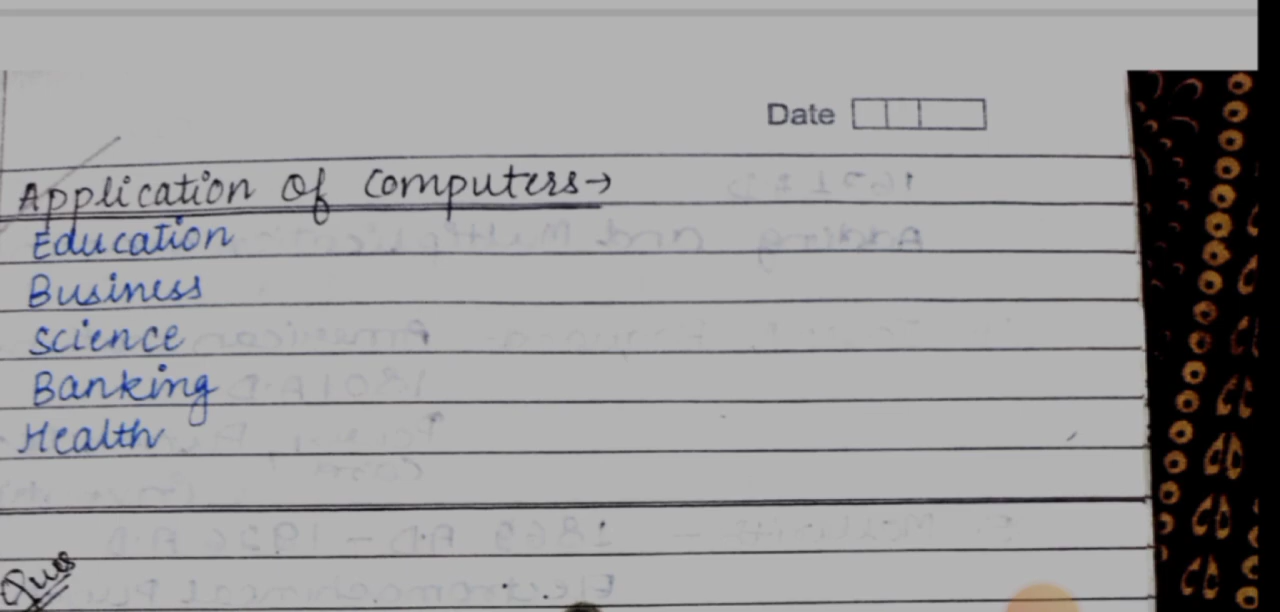 Date
Application Of Computers→
Education
Business
Science
Banking
Health
Ques